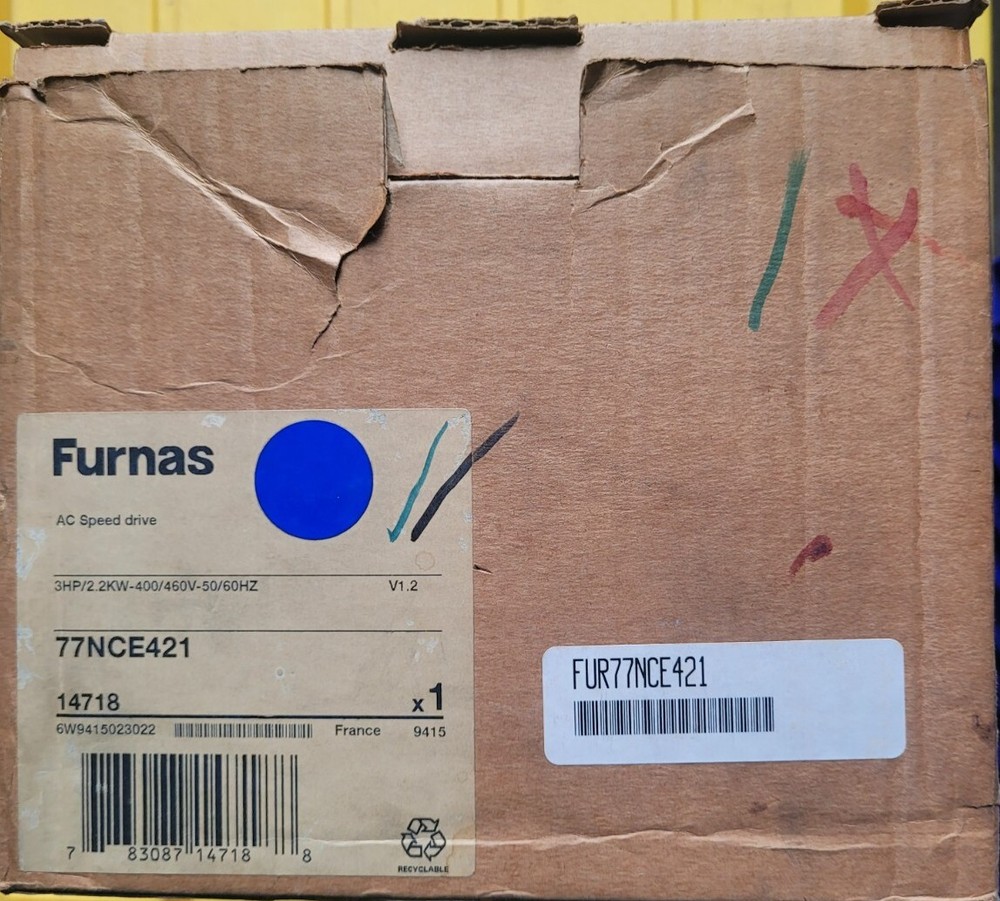 Furnas
AC Speed drive
3HP/2.2KW-400/460V-50/60HZ V1.2
77NCE421
14718 x1
6W9415023022 France 9415
7 83087 14718 8
RECYCLABLE
FUR77NCE421